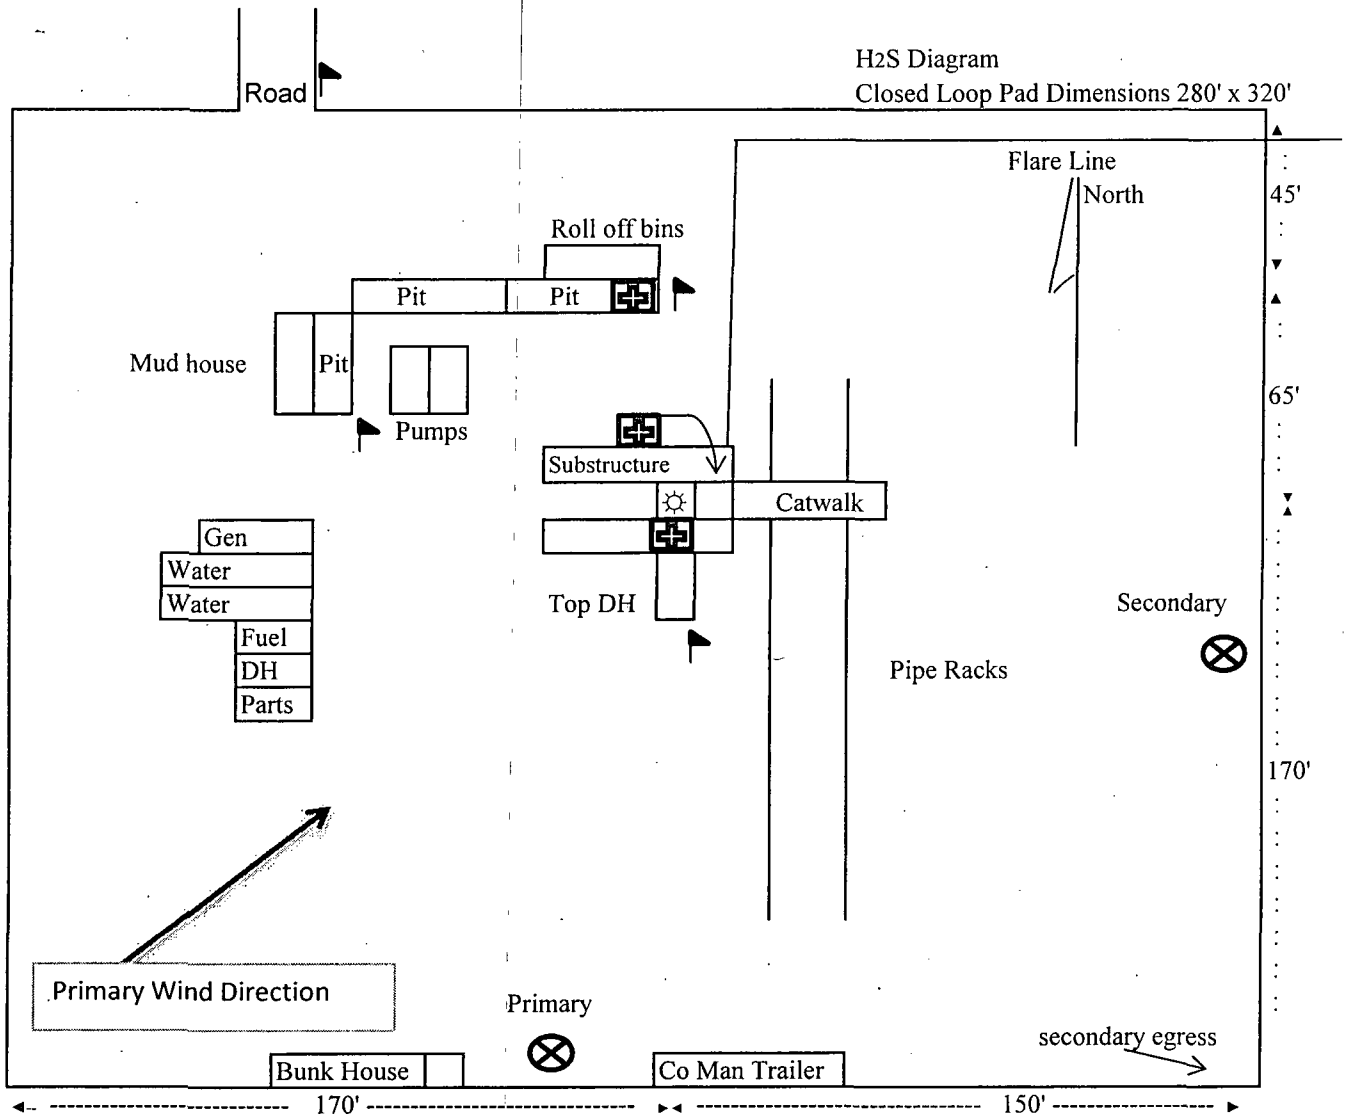 H2S Diagram
Road
Closed Loop Pad Dimensions 280' x 320'
Flare Line
North
45'
Roll off bins
Pit
Pit
Mud house
Pit
65'
Pumps
Substructure
Catwalk
Gen
Water
Water
Top DH
Secondary
Fuel
DH
Pipe Racks
Parts
170'
Primary Wind Direction
Primary
secondary egress
Bunk House
Co Man Trailer
170'
150'